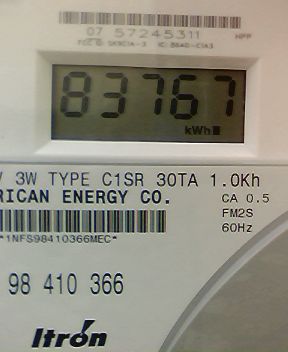 07 57245311
83767
kWh
3W TYPE C1SR 30TA 1.0Kh
RICAN ENERGY CO.
CA 0.5
FM2S
60Hz
*1NFS98410366MEC*
98 410 366
Itrón